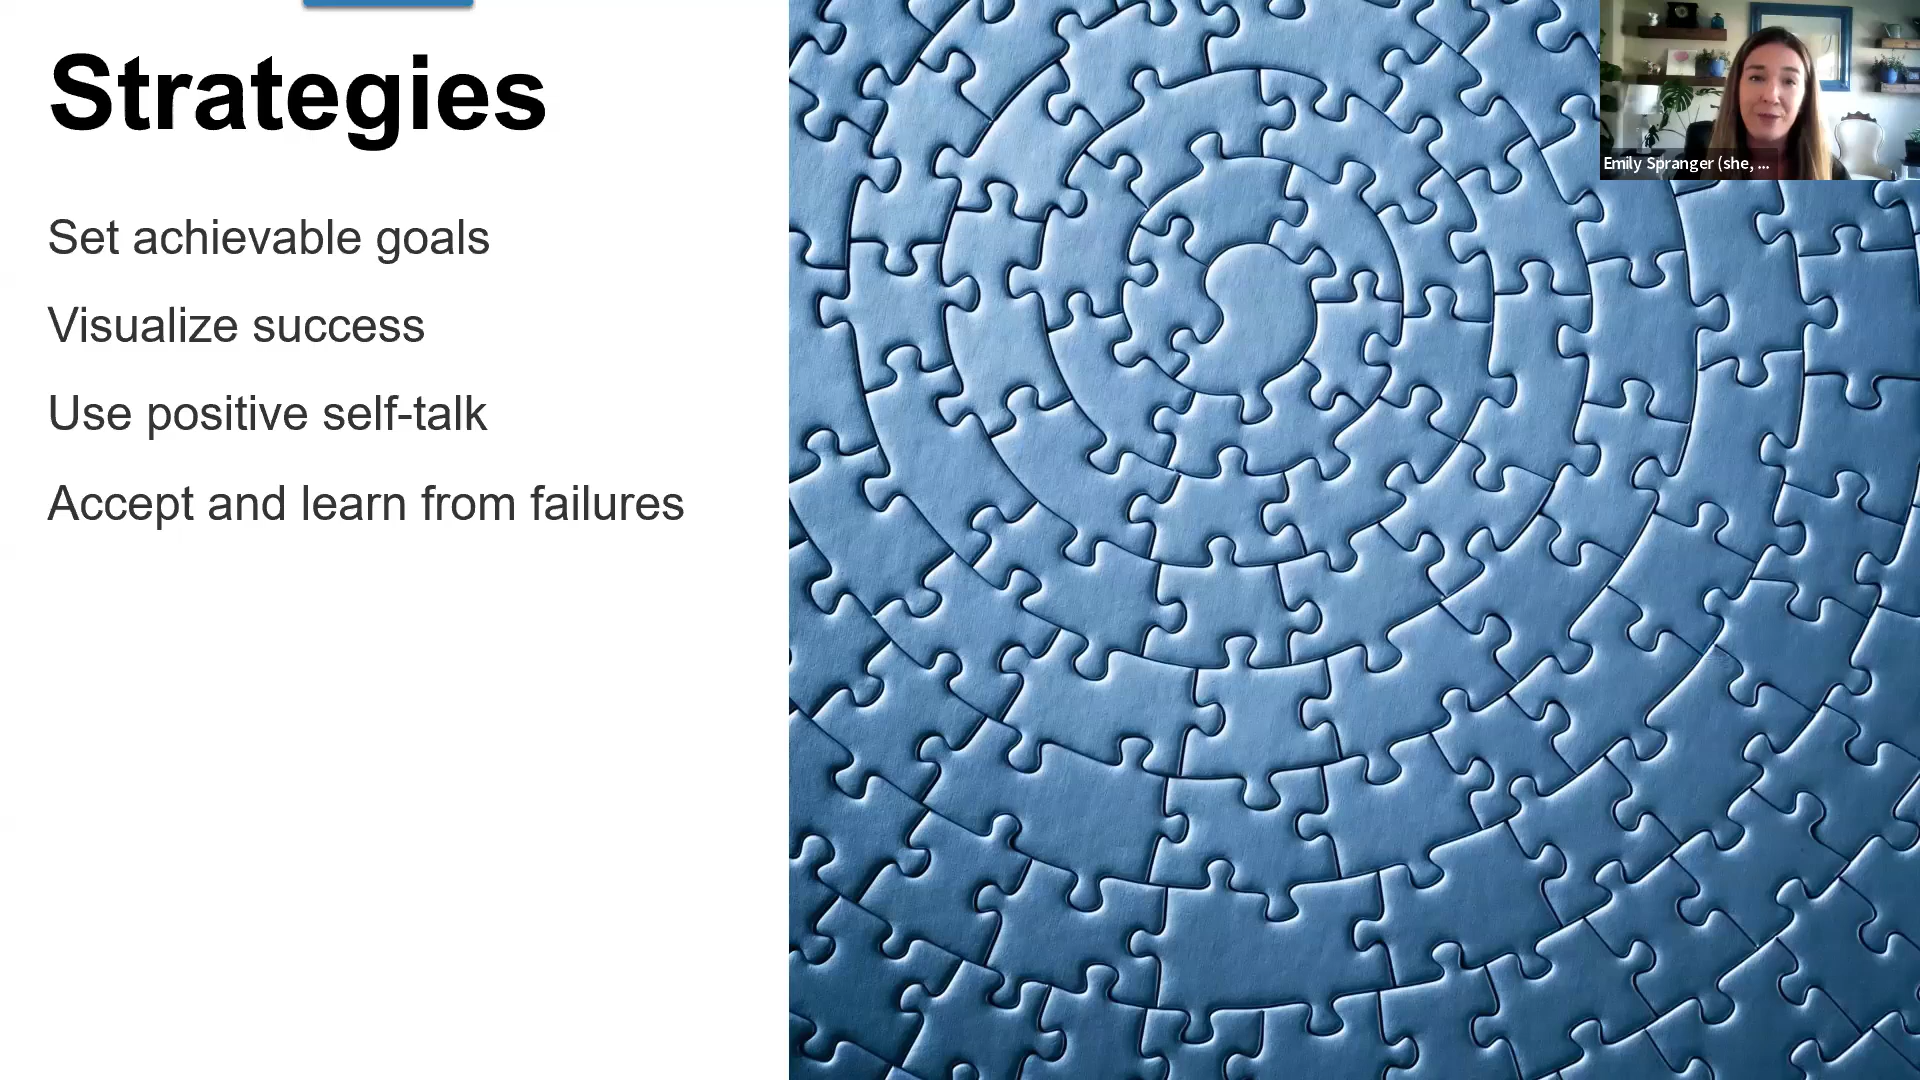 Strategies
Emily Spranger (she, ...
Set achievable goals
Visualize success
Use positive self-talk
Accept and learn from failures